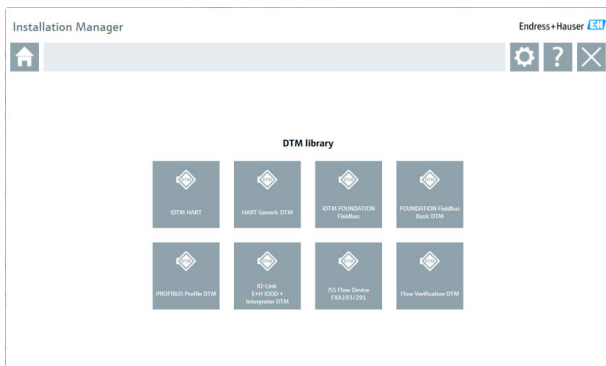 Installation Manager
Endress+Hauser EH
?
DTM library
iDTM HART
HART Generic DTM
iDTM FOUNDATION
Fieldbus
FOUNDATION Fieldbus
Basic DTM
PROFIBUS Profile DTM
IO-Link
E+H IODD +
Interpreter DTM
ISS Flow Device
FXA193/291
Flow Verification DTM